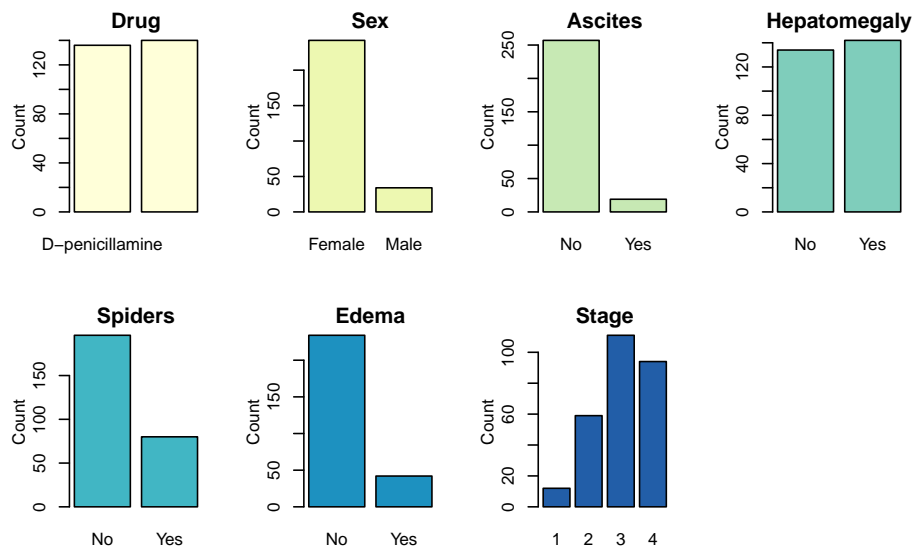 Drug
Count
0 40 80 120
D−penicillamine
Sex
Count
0 50 150
Female Male
Ascites
Count
0 50 150 250
No Yes
Hepatomegaly
Count
0 40 80 120
No Yes
Spiders
Count
0 50 100 150
No Yes
Edema
Count
0 50 150
No Yes
Stage
Count
0 20 60 100
1 2 3 4